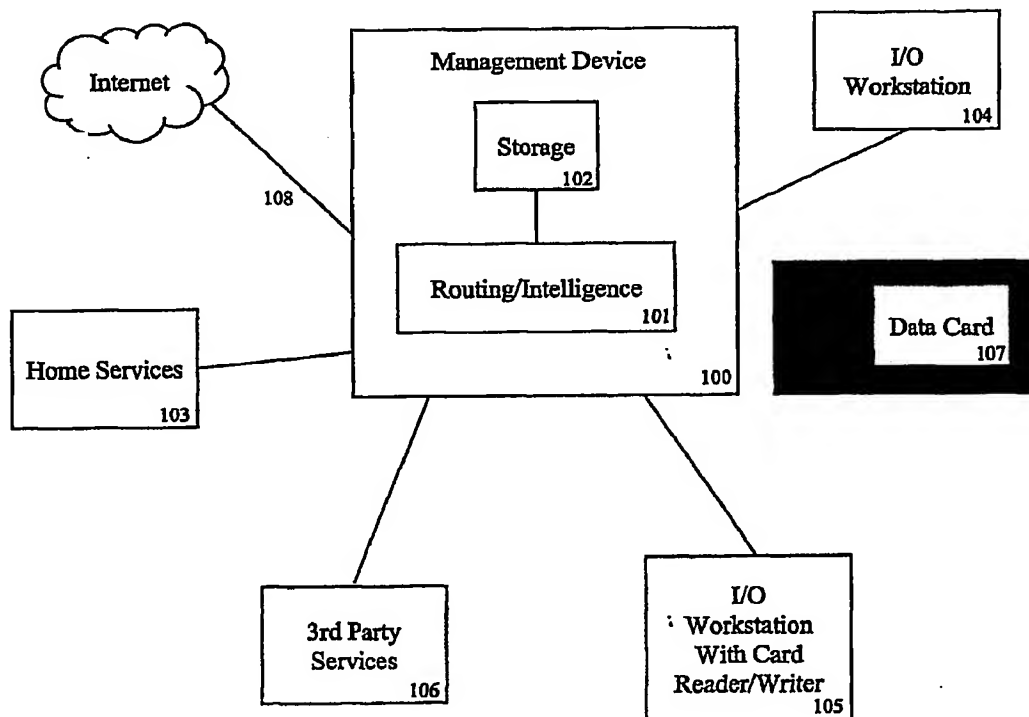 Internet
Management Device
I/O
Workstation
104
Storage
102
108
Routing/Intelligence
101
Data Card
107
Home Services
103
100
3rd Party
Services
106
I/O
Workstation
With Card
Reader/Writer
105